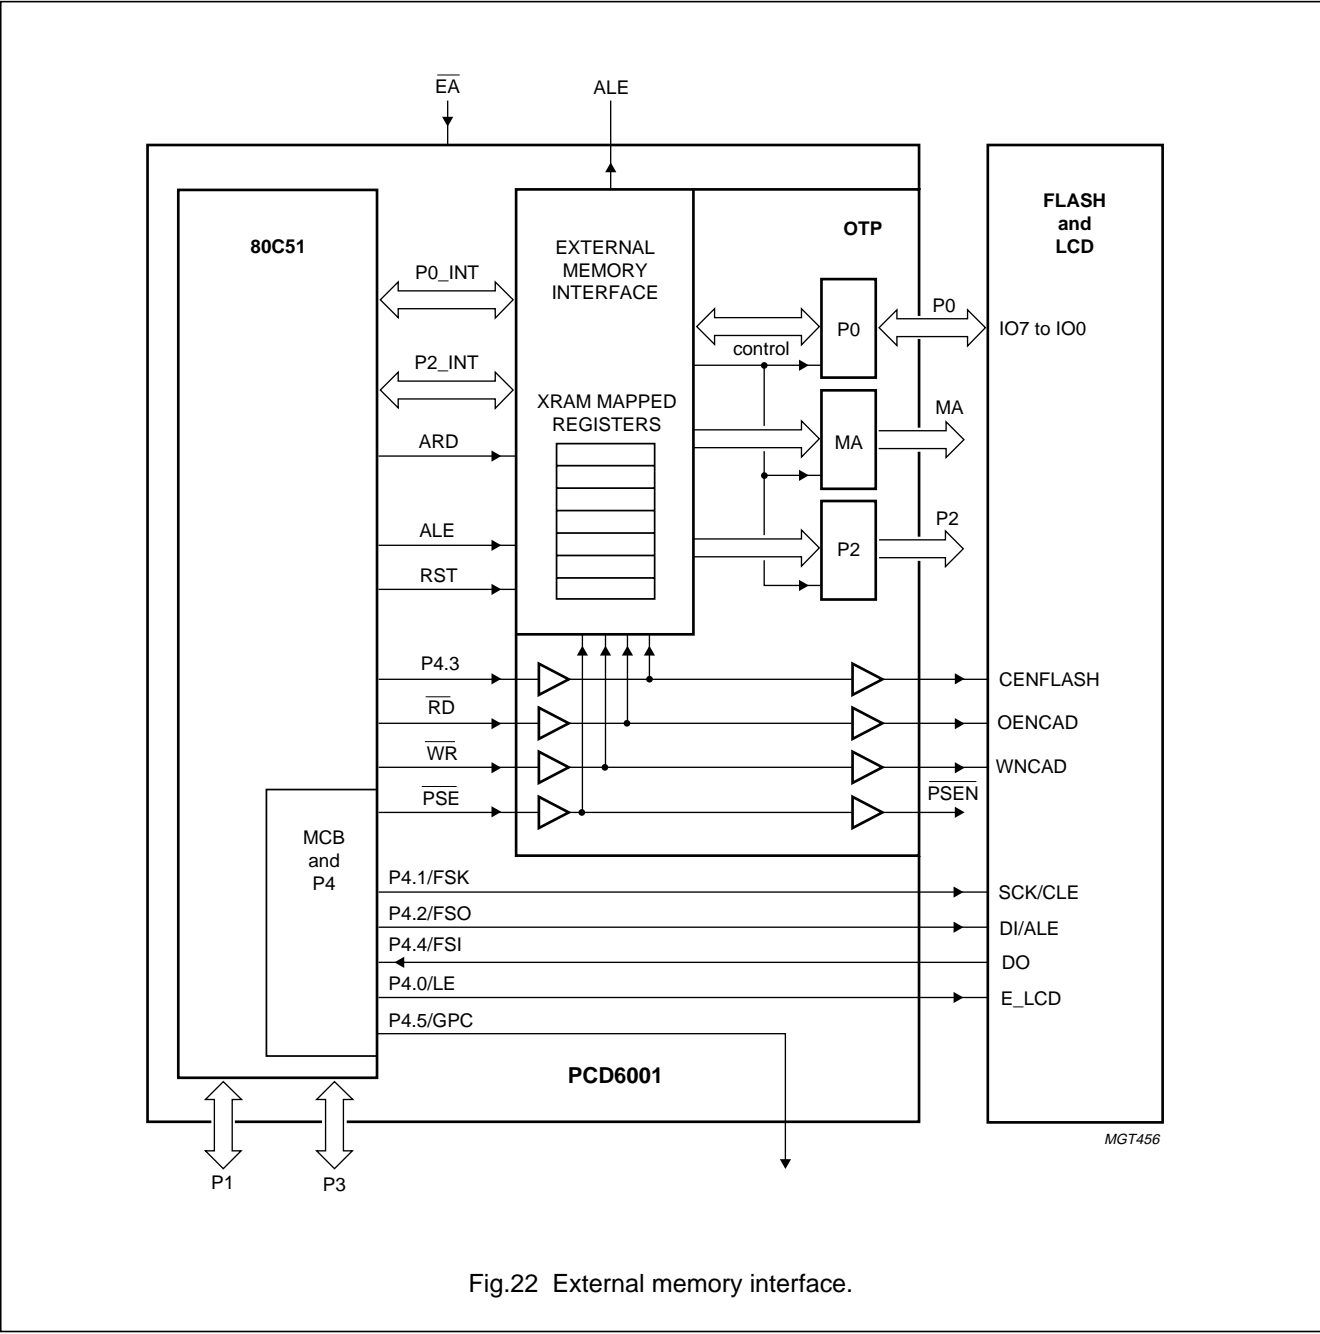 EA
ALE
80C51
EXTERNAL
MEMORY
INTERFACE
OTP
FLASH
and
LCD
P0_INT
P2_INT
P0
control
P0
IO7 to IO0
XRAM MAPPED
REGISTERS
ARD
ALE
RST
MA
MA
P2
P2
P4.3
RD
WR
PSE
CENFLASH
OENCAD
WNCAD
PSEN
MCB
and
P4
P4.1/FSK
P4.2/FSO
P4.4/FSI
P4.0/LE
P4.5/GPC
SCK/CLE
DI/ALE
DO
E_LCD
PCD6001
P1
P3
MGT456
Fig.22 External memory interface.